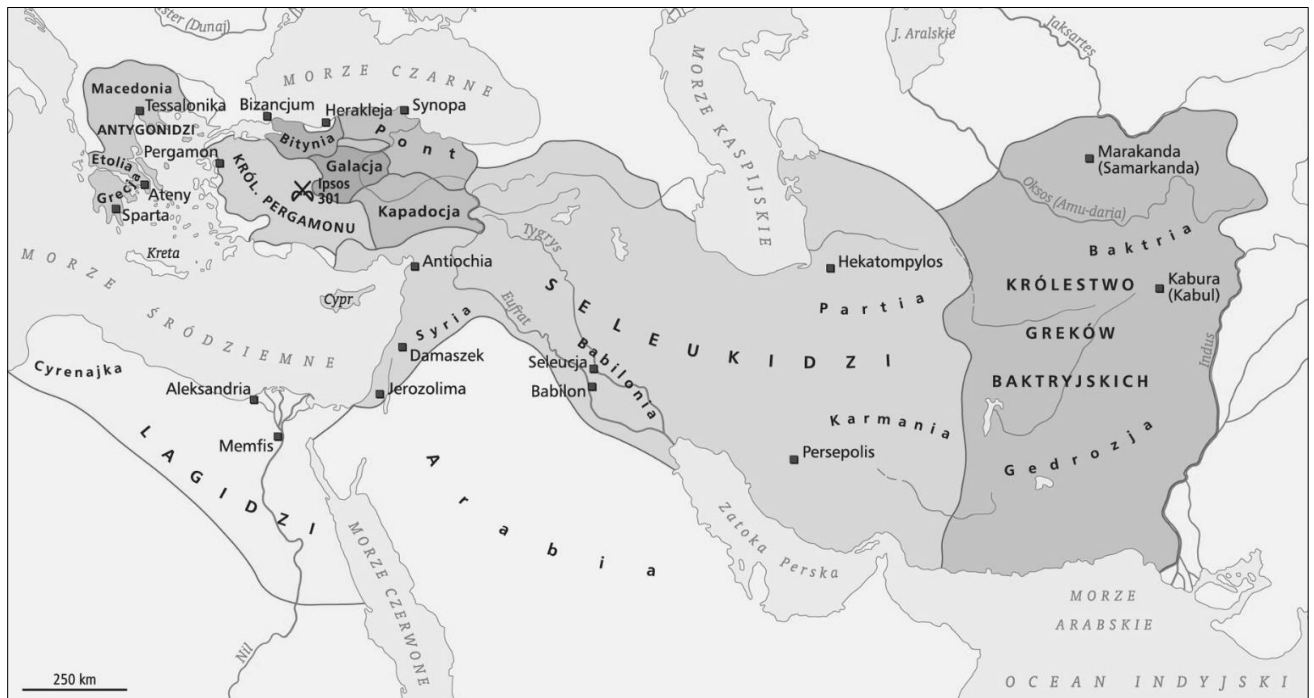 Ister (Dunaj)
MORZE CZARNE
MORZE KASPIJSKIE
J. Aralskie
Jaksartes
Macedonia
Tessalonika
ANTYGONIDZI
Bizancjum
Herakleja
Synopa
Pergamon
Etolia
Grecja
Ateny
Sparta
Bitynia
Pont
Galacja
Ipsos
301
KRÓL. PERGAMONU
Kapadocja
Marakanda
(Samarkanda)
Oksos (Amu-daria)
Baktria
Kreta
MORZE ŚRÓDZIEMNE
Cypr
Antiochia
Tygrys
Eufrat
Syria
Damaszek
SELEUKIDZI
Hekatompylos
Partia
KRÓLESTWO
GREKÓW
BAKTRYJSKICH
Kabura
(Kabul)
Indus
Cyrenajka
Aleksandria
Jerozolima
Seleucja
Babilon
Babilonia
Memfis
LAGIDZI
Arabia
Karmania
Persepolis
Gedrozja
MORZE CZERWONE
Zatoka Perska
Nil
MORZE
ARABSKIE
OCEAN INDYJSKI
250 km